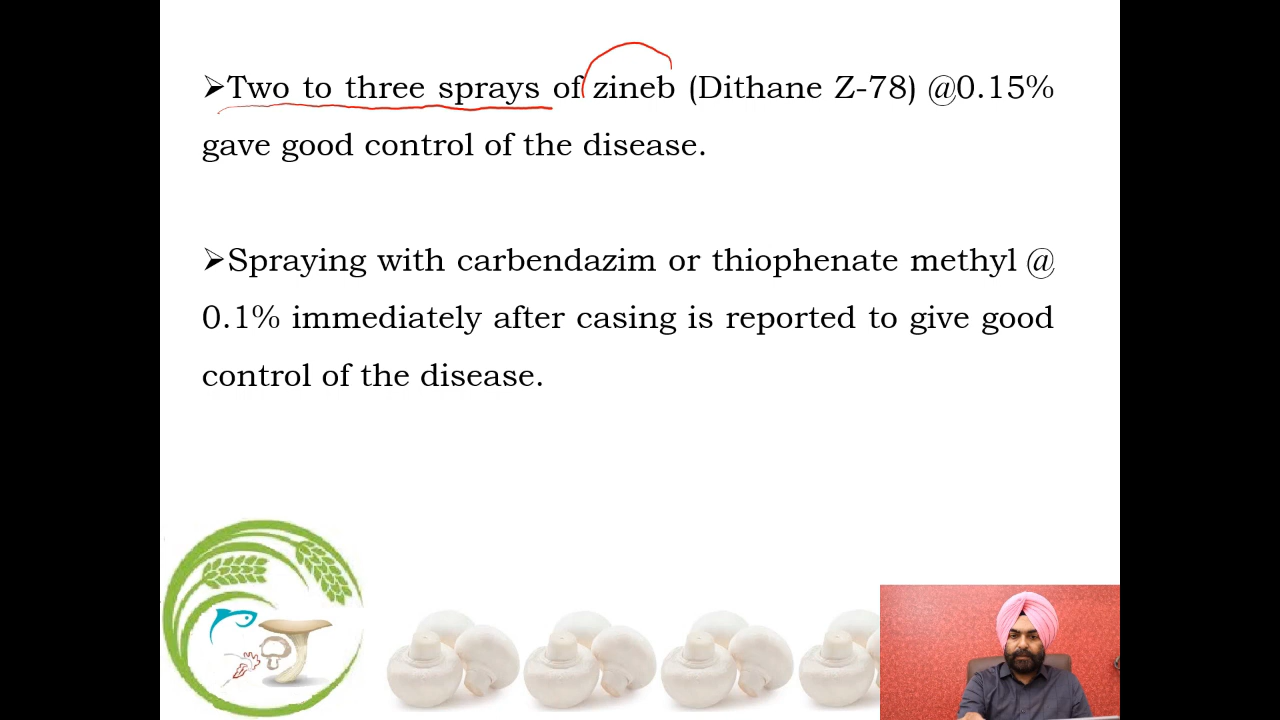 ➢Two to three sprays of zineb (Dithane Z-78) @0.15%
gave good control of the disease.
➢Spraying with carbendazim or thiophenate methyl @
0.1% immediately after casing is reported to give good
control of the disease.